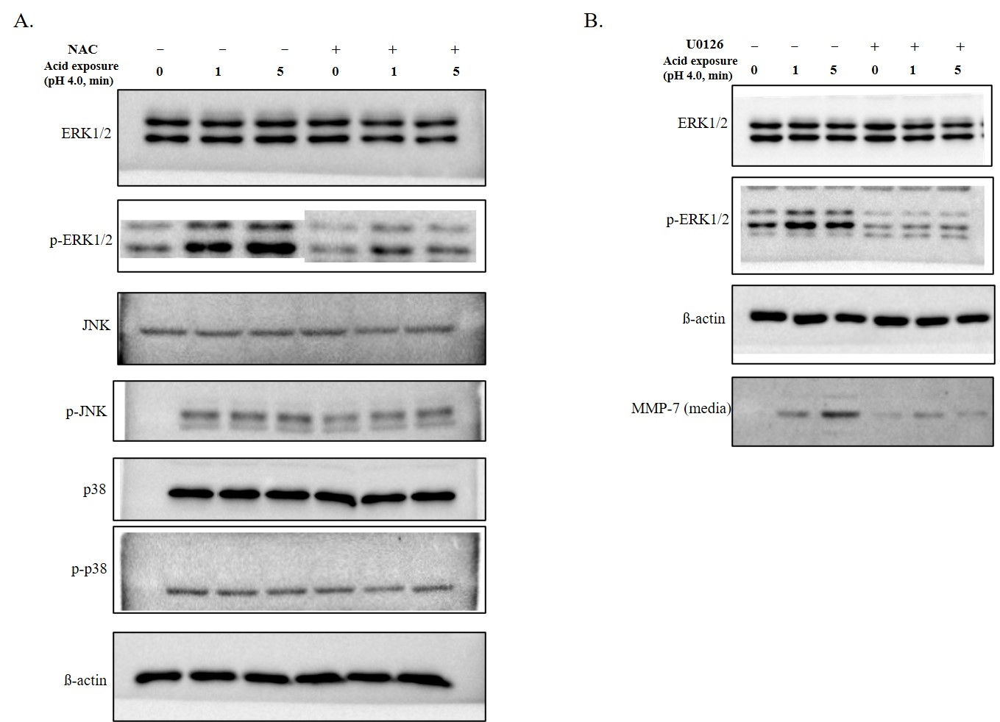 A.
NAC − − − + + +
Acid exposure
(pH 4.0, min) 0 1 5 0 1 5
ERK1/2
p-ERK1/2
JNK
p-JNK
p38
p-p38
ß-actin
B.
U0126 − − − + + +
Acid exposure
(pH 4.0, min) 0 1 5 0 1 5
ERK1/2
p-ERK1/2
ß-actin
MMP-7 (media)